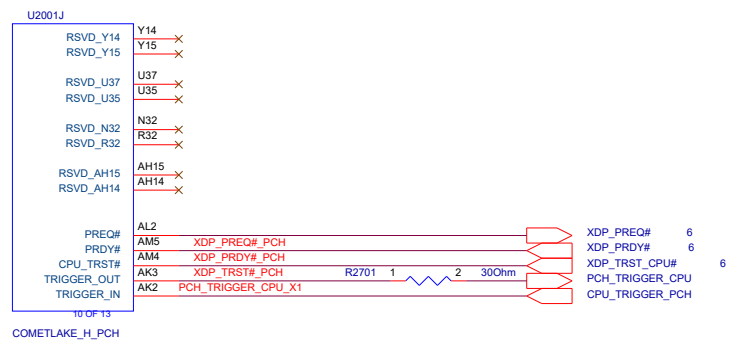 U2001J
RSVD_Y14 Y14
RSVD_Y15 Y15
RSVD_U37 U37
RSVD_U35 U35
RSVD_N32 N32
RSVD_R32 R32
RSVD_AH15 AH15
RSVD_AH14 AH14
PREQ# AL2 XDP_PREQ# 6
PRDY# AM5 XDP_PREQ#_PCH XDP_PRDY# 6
CPU_TRST# AM4 XDP_PRDY#_PCH XDP_TRST_CPU# 6
TRIGGER_OUT AK3 XDP_TRST#_PCH R2701 1 2 30Ohm PCH_TRIGGER_CPU
TRIGGER_IN AK2 PCH_TRIGGER_CPU_X1 CPU_TRIGGER_PCH
10 OF 13
COMETLAKE_H_PCH